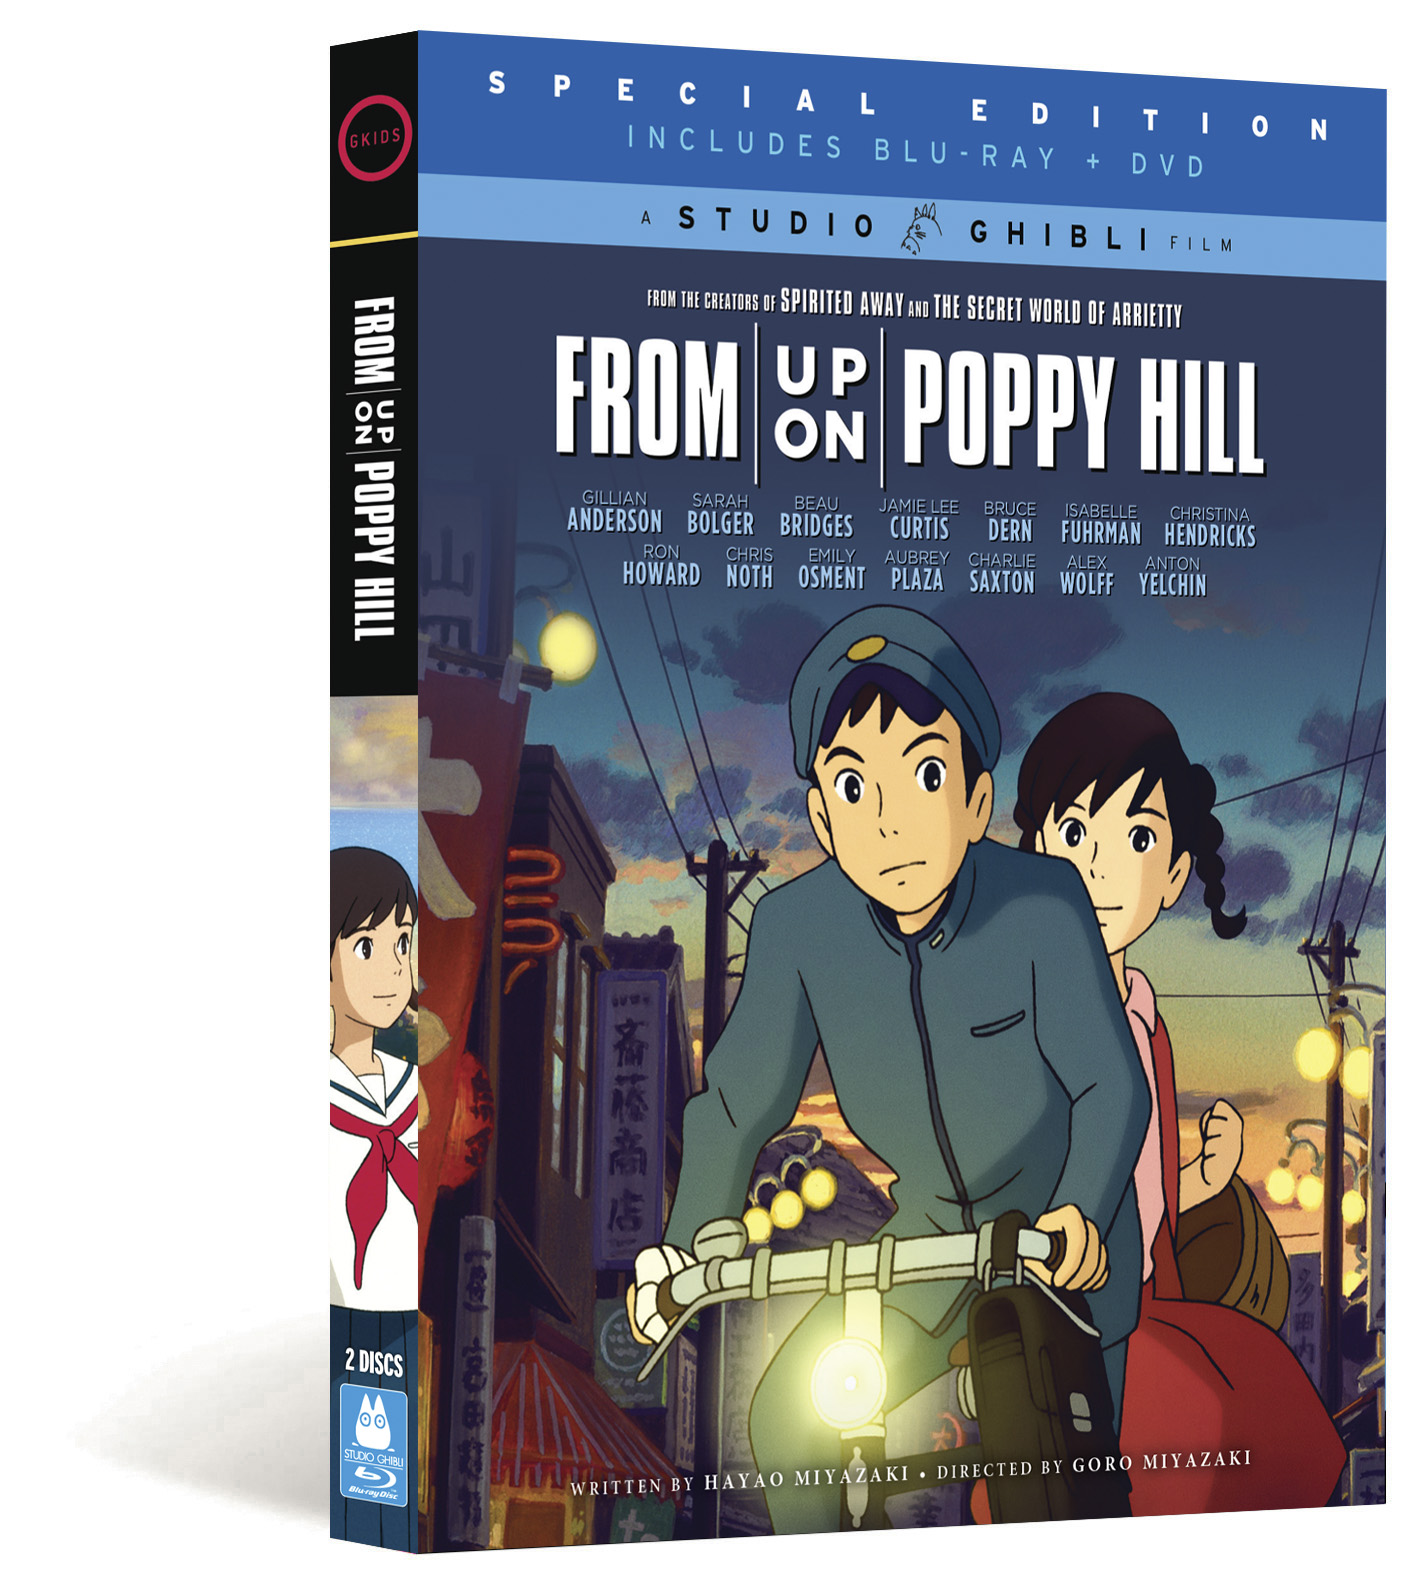 SPECIAL EDITION
INCLUDES BLU-RAY + DVD
A STUDIO GHIBLI FILM
FROM THE CREATORS OF SPIRITED AWAY AND THE SECRET WORLD OF ARRIETTY
FROM UP ON POPPY HILL
GILLIAN ANDERSON SARAH BOLGER BEAU BRIDGES JAMIE LEE CURTIS BRUCE DERN ISABELLE FUHRMAN CHRISTINA HENDRICKS
RON HOWARD CHRIS NOTH EMILY OSMENT AUBREY PLAZA CHARLIE SAXTON ALEX WOLFF ANTON YELCHIN
斎藤商店
WRITTEN BY HAYAO MIYAZAKI • DIRECTED BY GORO MIYAZAKI
GKIDS
FROM UP ON POPPY HILL
2 DISCS
STUDIO GHIBLI
Blu-ray Disc